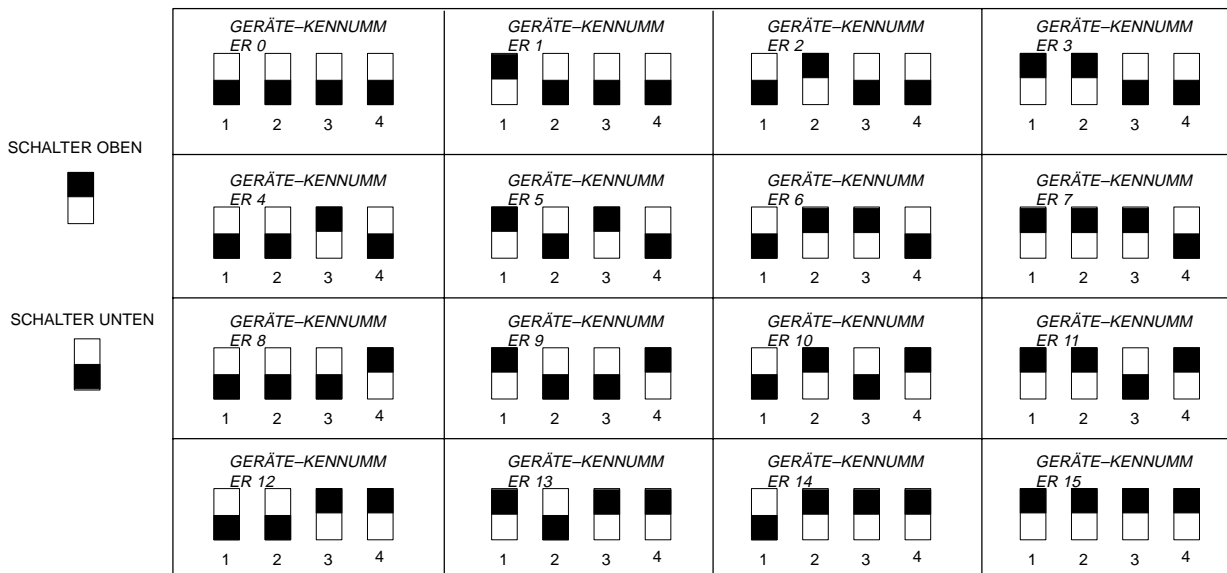 GERÄTE–KENNUMM
ER 0
1 2 3 4
GERÄTE–KENNUMM
ER 1
1 2 3 4
GERÄTE–KENNUMM
ER 2
1 2 3 4
GERÄTE–KENNUMM
ER 3
1 2 3 4
SCHALTER OBEN
GERÄTE–KENNUMM
ER 4
1 2 3 4
GERÄTE–KENNUMM
ER 5
1 2 3 4
GERÄTE–KENNUMM
ER 6
1 2 3 4
GERÄTE–KENNUMM
ER 7
1 2 3 4
SCHALTER UNTEN
GERÄTE–KENNUMM
ER 8
1 2 3 4
GERÄTE–KENNUMM
ER 9
1 2 3 4
GERÄTE–KENNUMM
ER 10
1 2 3 4
GERÄTE–KENNUMM
ER 11
1 2 3 4
GERÄTE–KENNUMM
ER 12
1 2 3 4
GERÄTE–KENNUMM
ER 13
1 2 3 4
GERÄTE–KENNUMM
ER 14
1 2 3 4
GERÄTE–KENNUMM
ER 15
1 2 3 4